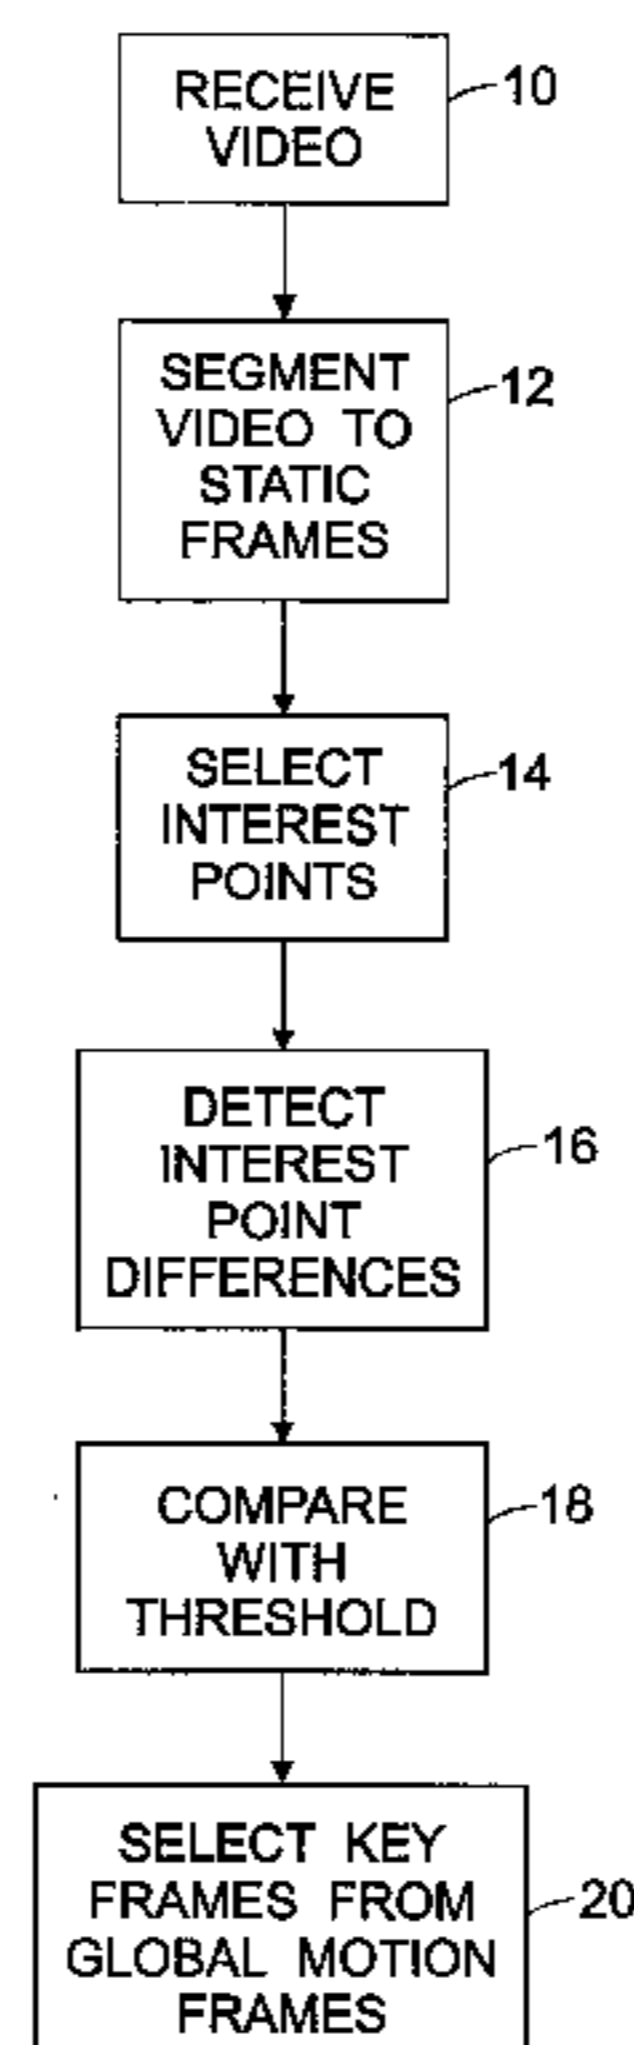 RECEIVE
VIDEO
10
SEGMENT
VIDEO TO
STATIC
FRAMES
12
SELECT
INTEREST
POINTS
14
DETECT
INTEREST
POINT
DIFFERENCES
16
COMPARE
WITH
THRESHOLD
18
SELECT KEY
FRAMES FROM
GLOBAL MOTION
FRAMES
20